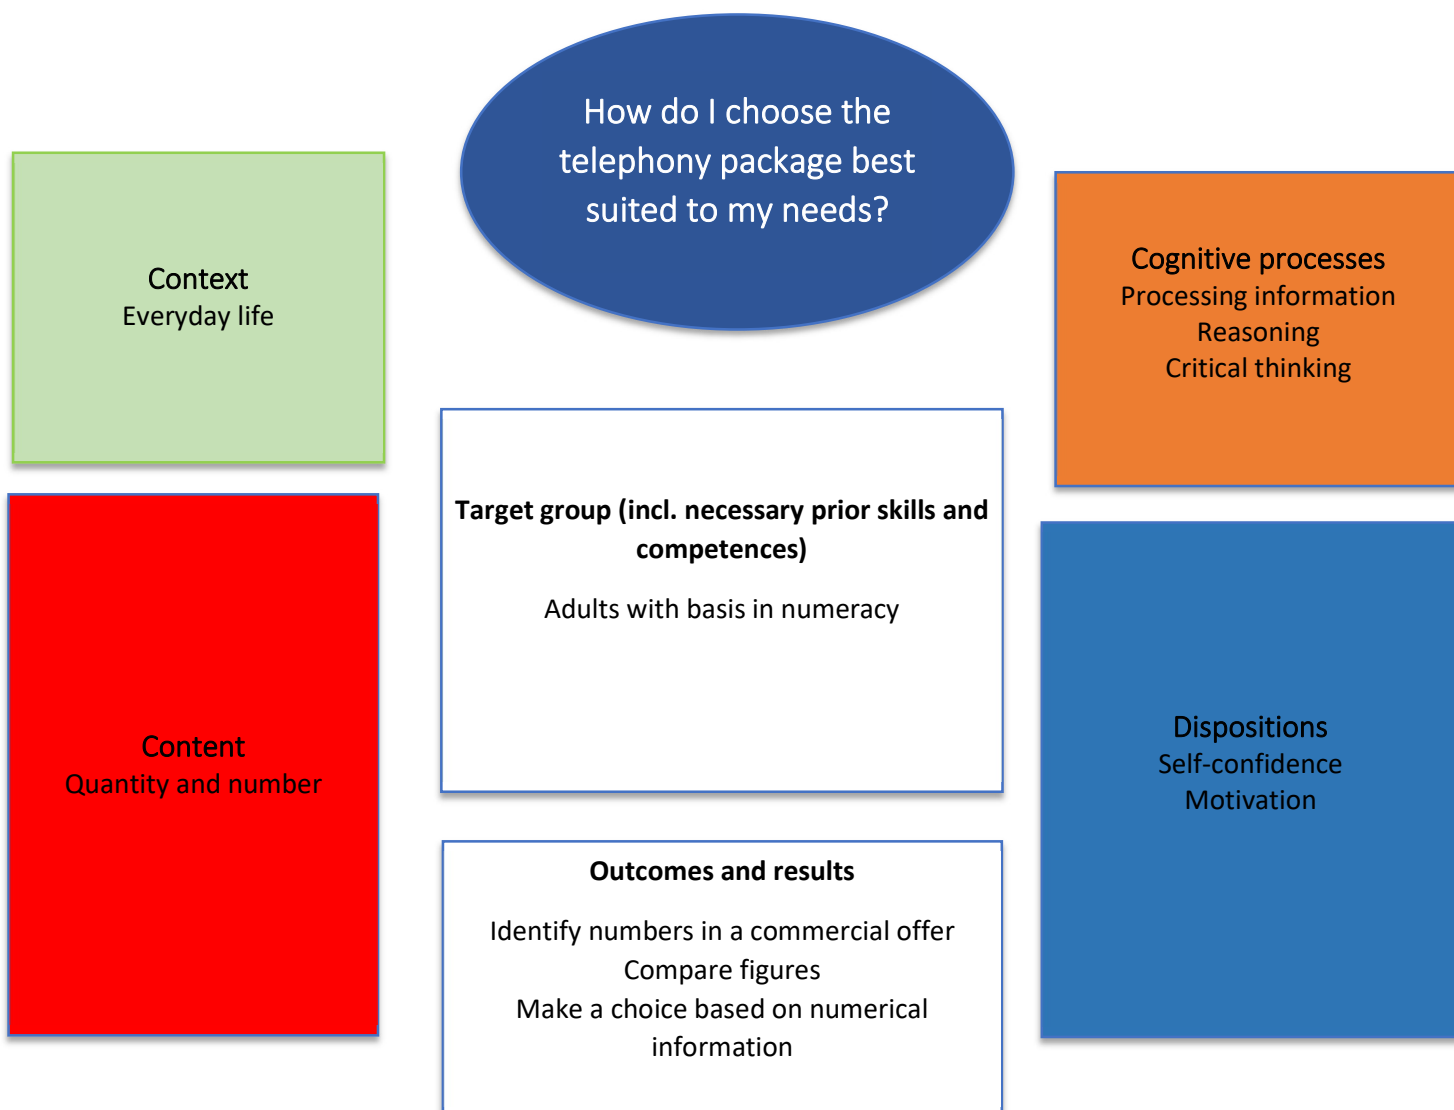 How do I choose the
telephony package best
suited to my needs?
Context
Everyday life
Cognitive processes
Processing information
Reasoning
Critical thinking
Target group (incl. necessary prior skills and
competences)
Adults with basis in numeracy
Content
Quantity and number
Dispositions
Self-confidence
Motivation
Outcomes and results
Identify numbers in a commercial offer
Compare figures
Make a choice based on numerical
information